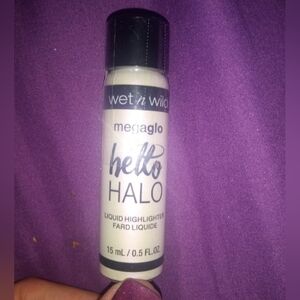 wet n wild
megaglo
hello
HALO
LIQUID HIGHLIGHTER
FARD LIQUIDE
15 mL / 0.5 FL.OZ.